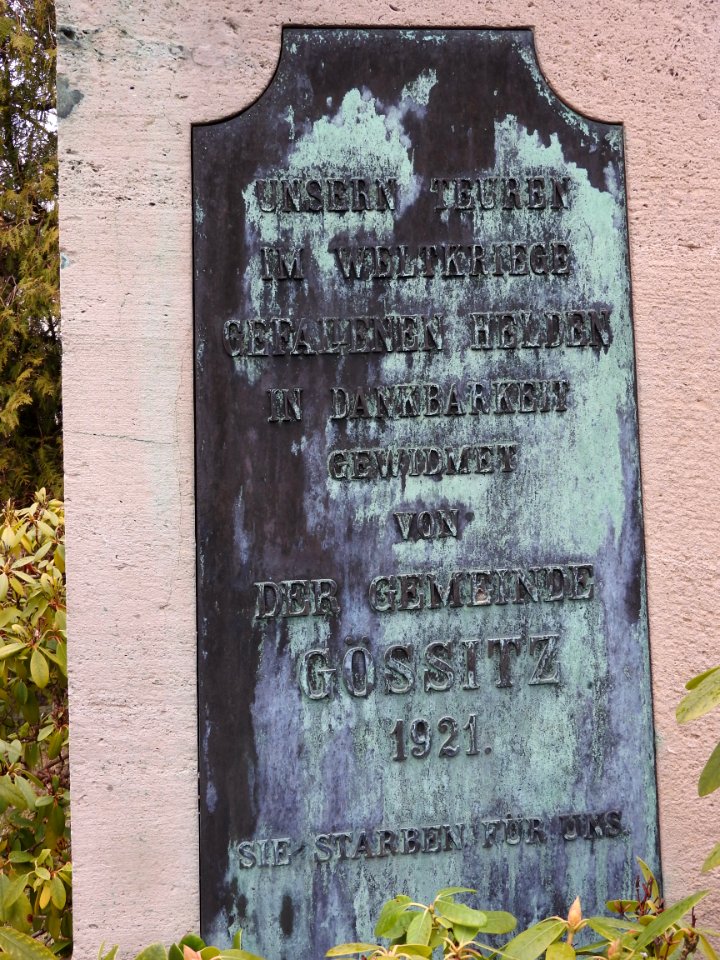 UNSERN TEUREN
IM WELTKRIEGE
GEFALLENEN HELDEN
IN DANKBARKEIT
GEWIDMET
VON
DER GEMEINDE
GÖSSITZ
1921.
SIE STARBEN FÜR UNS.